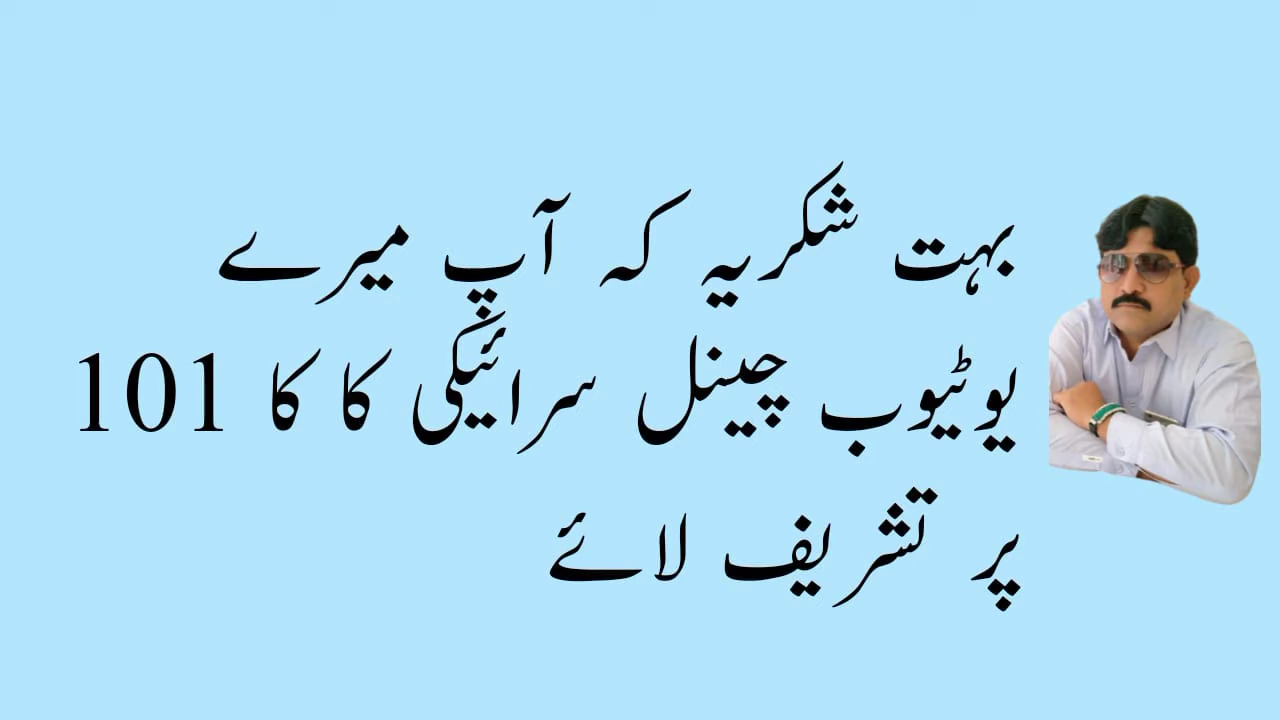 بہت شکریہ کہ آپ میرے
یوٹیوب چینل سرائیکی کا کا 101
پر تشریف لائے